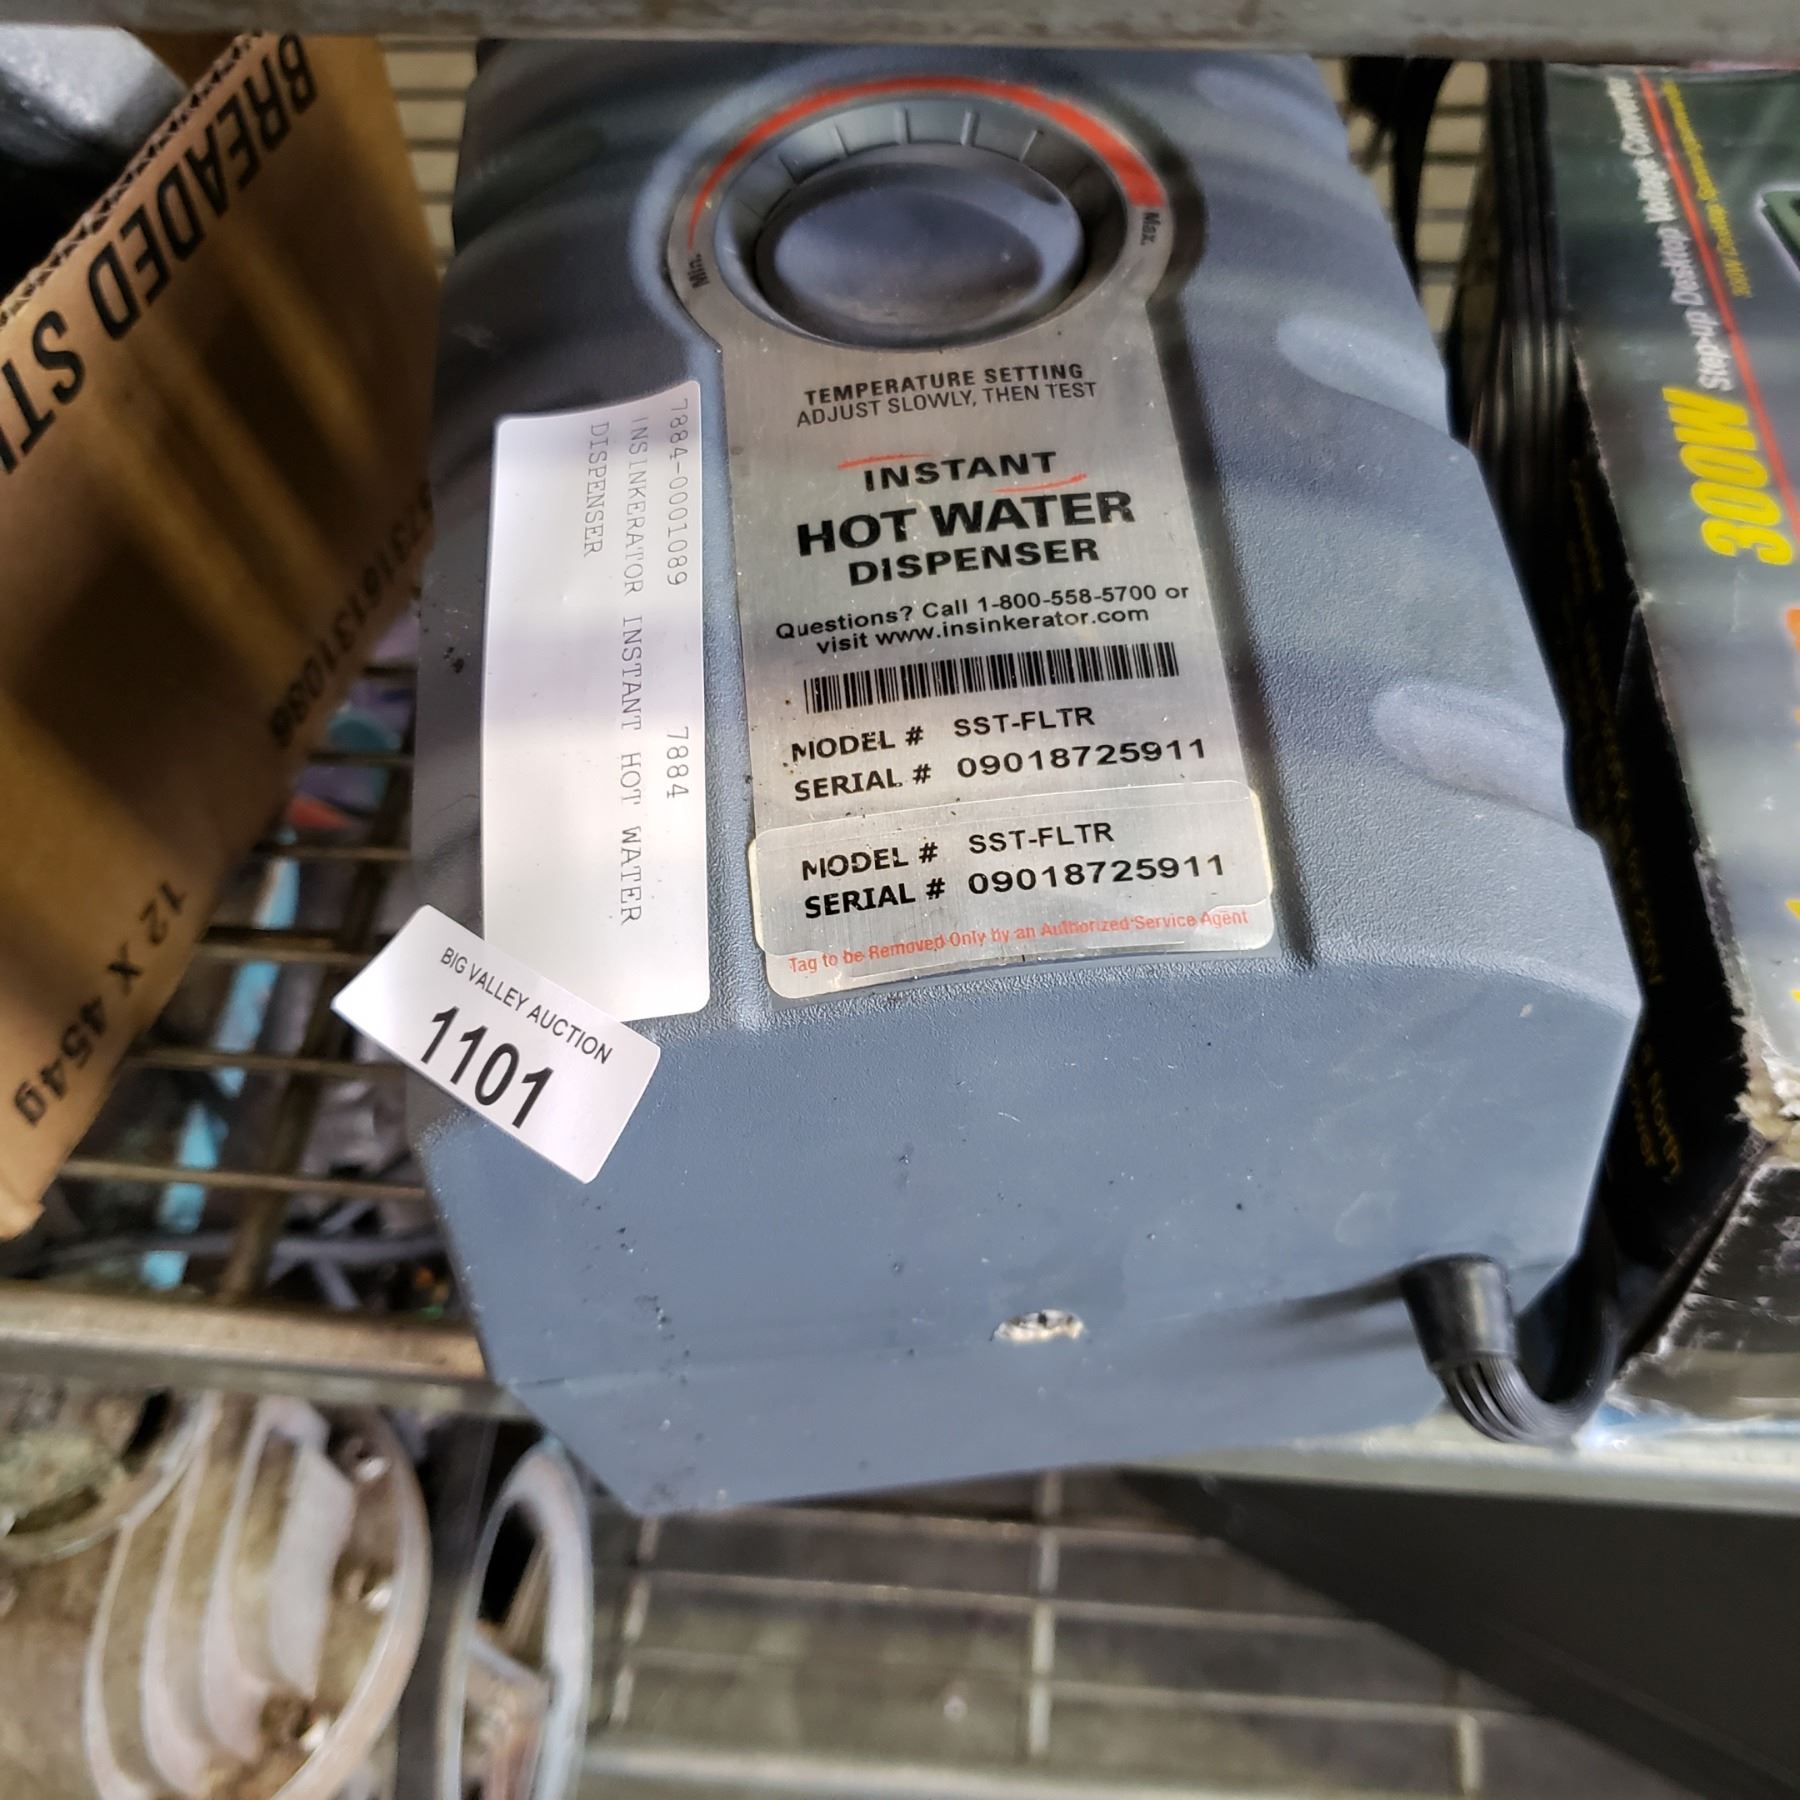 BREADED ST
12 X 454g
Min.
Max.
TEMPERATURE SETTING
ADJUST SLOWLY, THEN TEST
INSTANT
HOT WATER
DISPENSER
Questions? Call 1-800-558-5700 or
visit www.insinkerator.com
MODEL # SST-FLTR
SERIAL # 09018725911
MODEL # SST-FLTR
SERIAL # 09018725911
Tag to be Removed Only by an Authorized Service Agent
7884-0001089 7884
INSINKERATOR INSTANT HOT WATER
DISPENSER
BIG VALLEY AUCTION
1101
Step-up Desktop Voltage Converter
300W